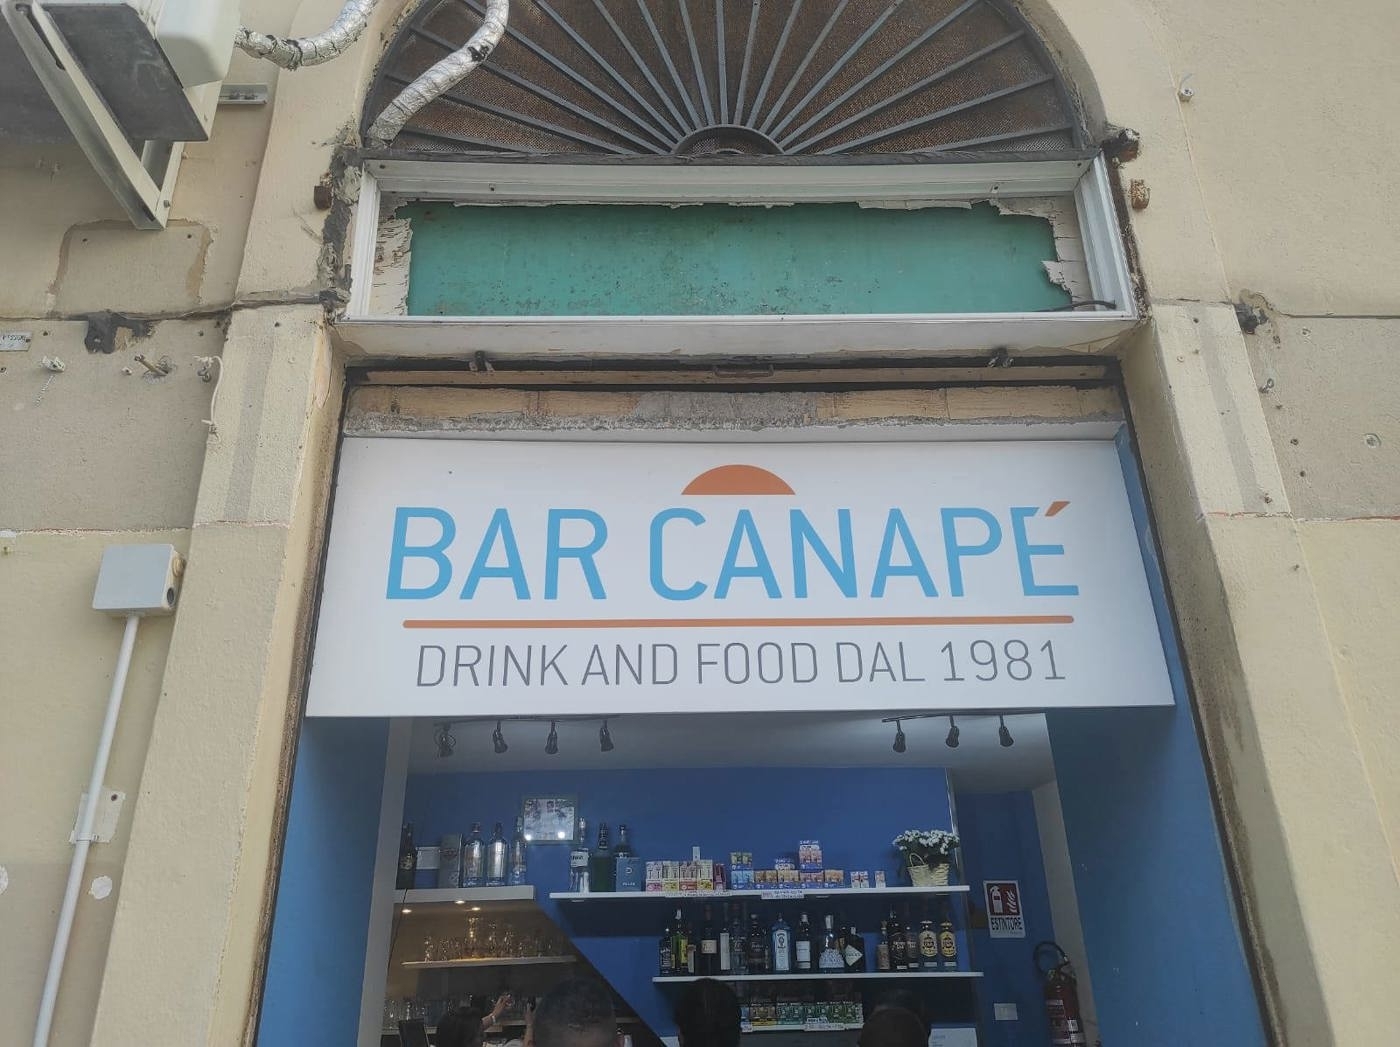 BAR CANAPÉ
DRINK AND FOOD DAL 1981
ESTINTORE